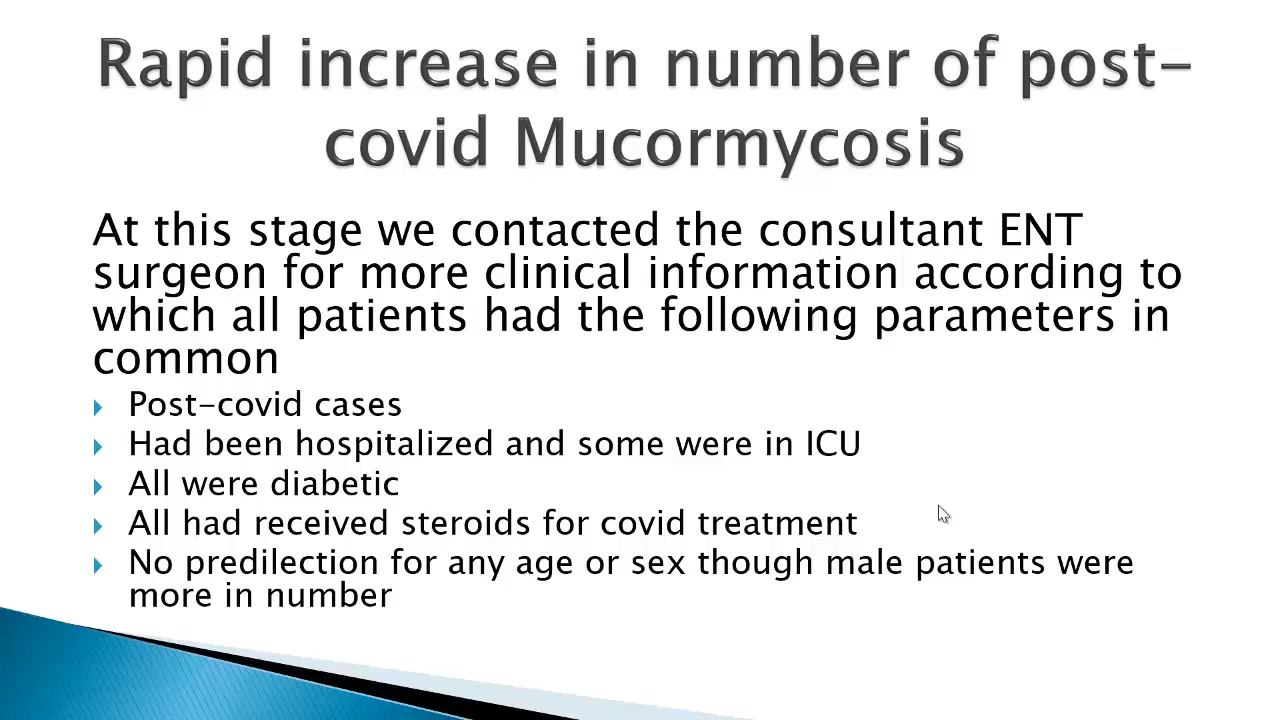 Rapid increase in number of post-
covid Mucormycosis
At this stage we contacted the consultant ENT
surgeon for more clinical information according to
which all patients had the following parameters in
common
Post-covid cases
Had been hospitalized and some were in ICU
All were diabetic
All had received steroids for covid treatment
No predilection for any age or sex though male patients were
more in number